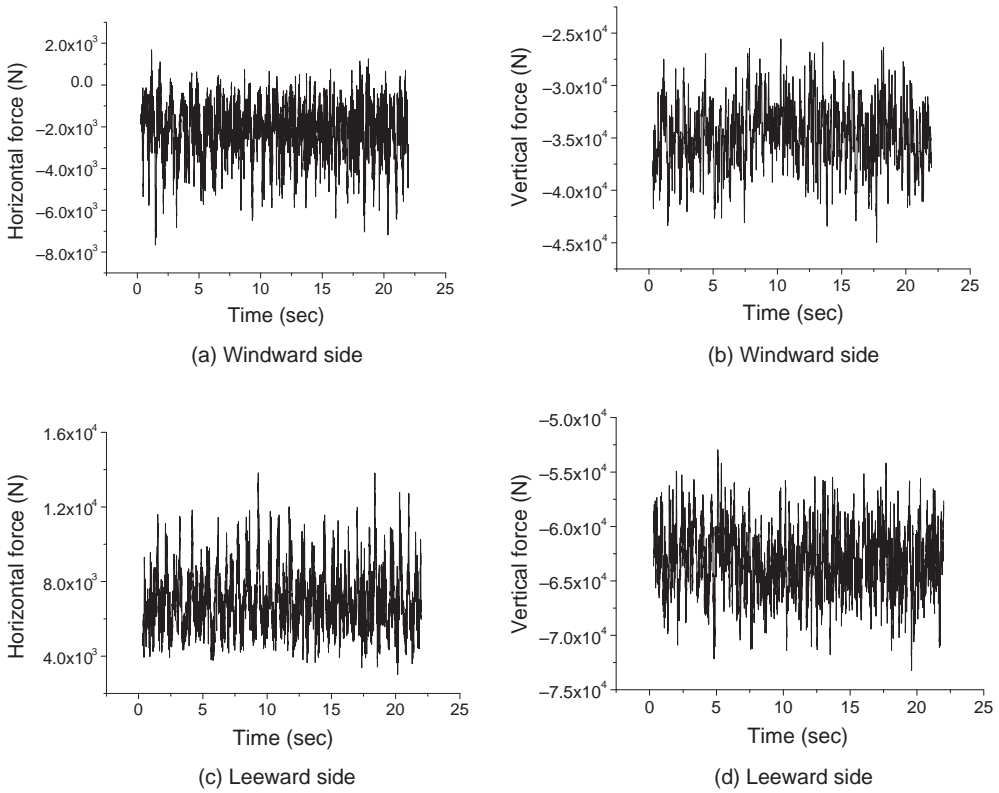 Horizontal force (N)
2.0x10³
0.0
−2.0x10³
−4.0x10³
−6.0x10³
−8.0x10³
0 5 10 15 20 25
Time (sec)
(a) Windward side
Vertical force (N)
−2.5x10⁴
−3.0x10⁴
−3.5x10⁴
−4.0x10⁴
−4.5x10⁴
0 5 10 15 20 25
Time (sec)
(b) Windward side
Horizontal force (N)
1.6x10⁴
1.2x10⁴
8.0x10³
4.0x10³
0 5 10 15 20 25
Time (sec)
(c) Leeward side
Vertical force (N)
−5.0x10⁴
−5.5x10⁴
−6.0x10⁴
−6.5x10⁴
−7.0x10⁴
−7.5x10⁴
0 5 10 15 20 25
Time (sec)
(d) Leeward side